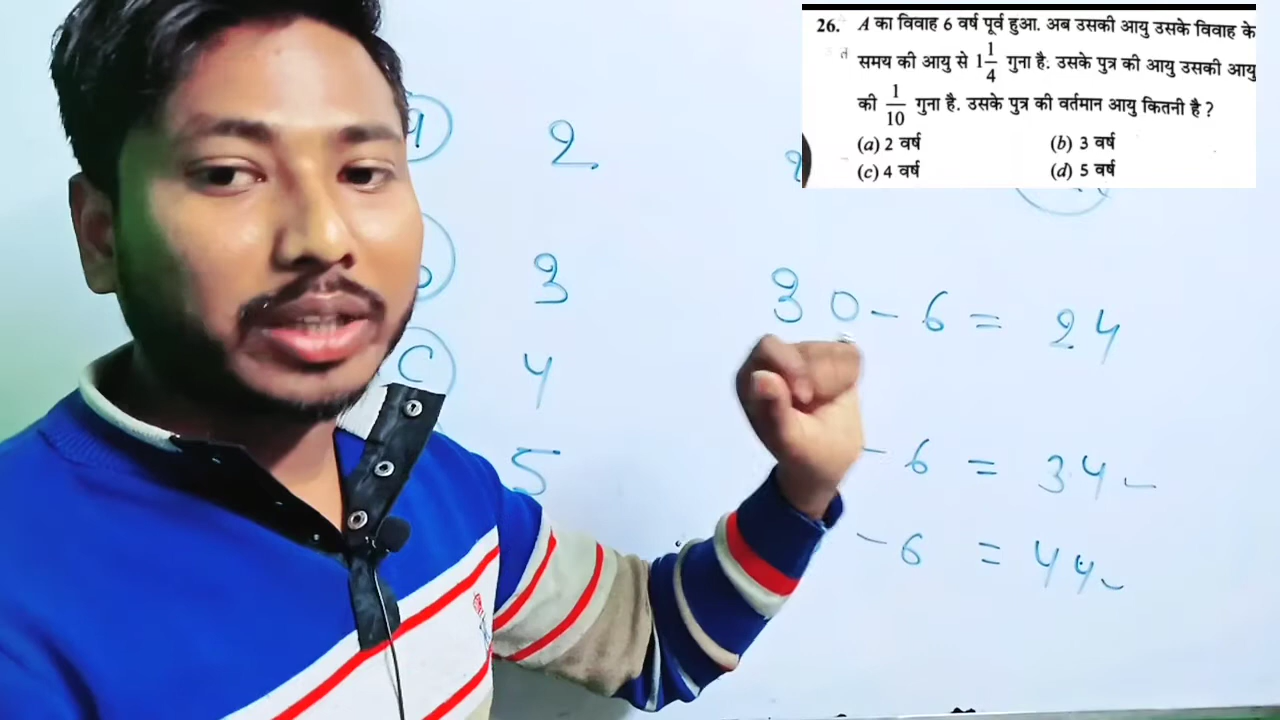 26. A का विवाह 6 वर्ष पूर्व हुआ. अब उसकी आयु उसके विवाह के
समय की आयु से 1 1/4 गुना है. उसके पुत्र की आयु उसकी आयु
की 1/10 गुना है. उसके पुत्र की वर्तमान आयु कितनी है ?
(a) 2 वर्ष (b) 3 वर्ष
(c) 4 वर्ष (d) 5 वर्ष
2
3 30 - 6 = 24
C 4
5 - 6 = 34
- 6 = 44